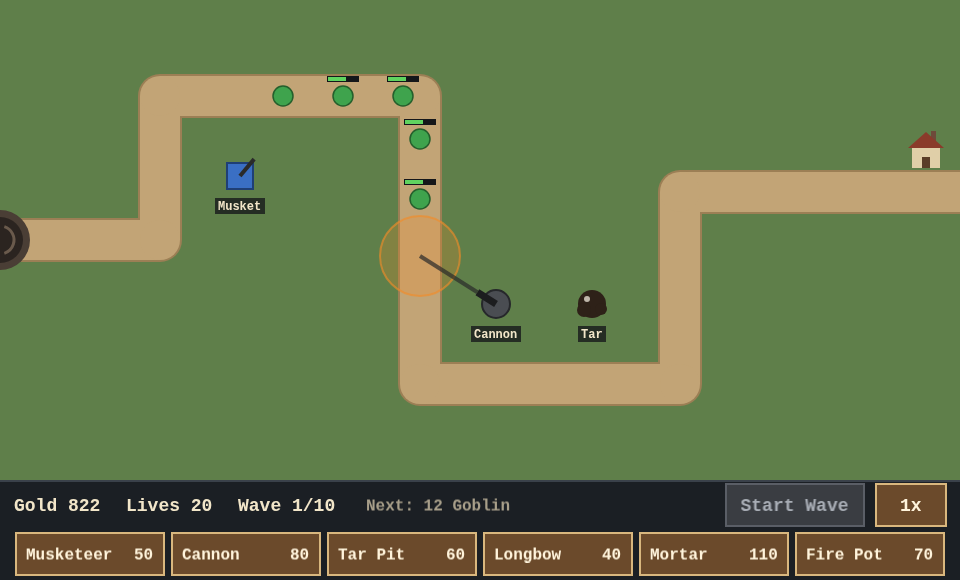 Musket
Cannon
Tar
Gold 822 Lives 20 Wave 1/10 Next: 12 Goblin Start Wave 1x
Musketeer 50 Cannon 80 Tar Pit 60 Longbow 40 Mortar 110 Fire Pot 70